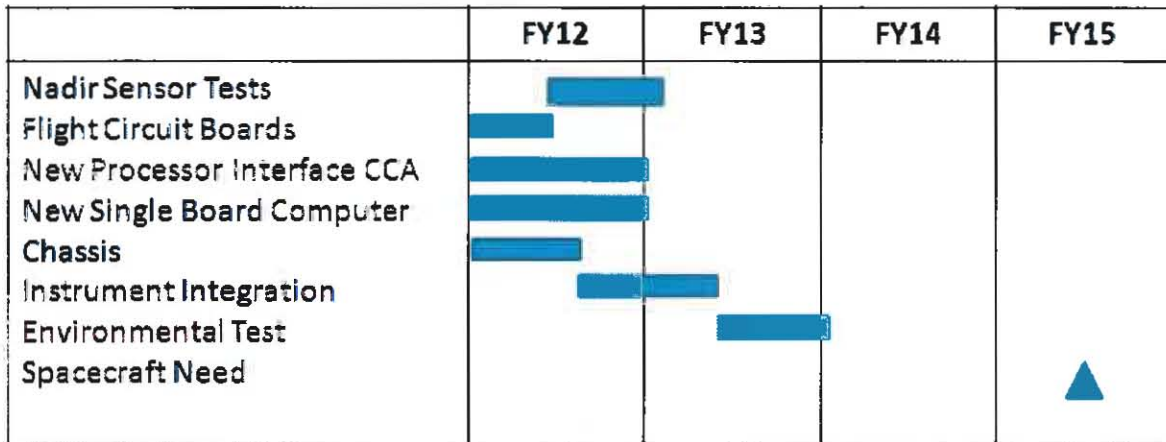 FY12 FY13 FY14 FY15
Nadir Sensor Tests
Flight Circuit Boards
New Processor Interface CCA
New Single Board Computer
Chassis
Instrument Integration
Environmental Test
Spacecraft Need